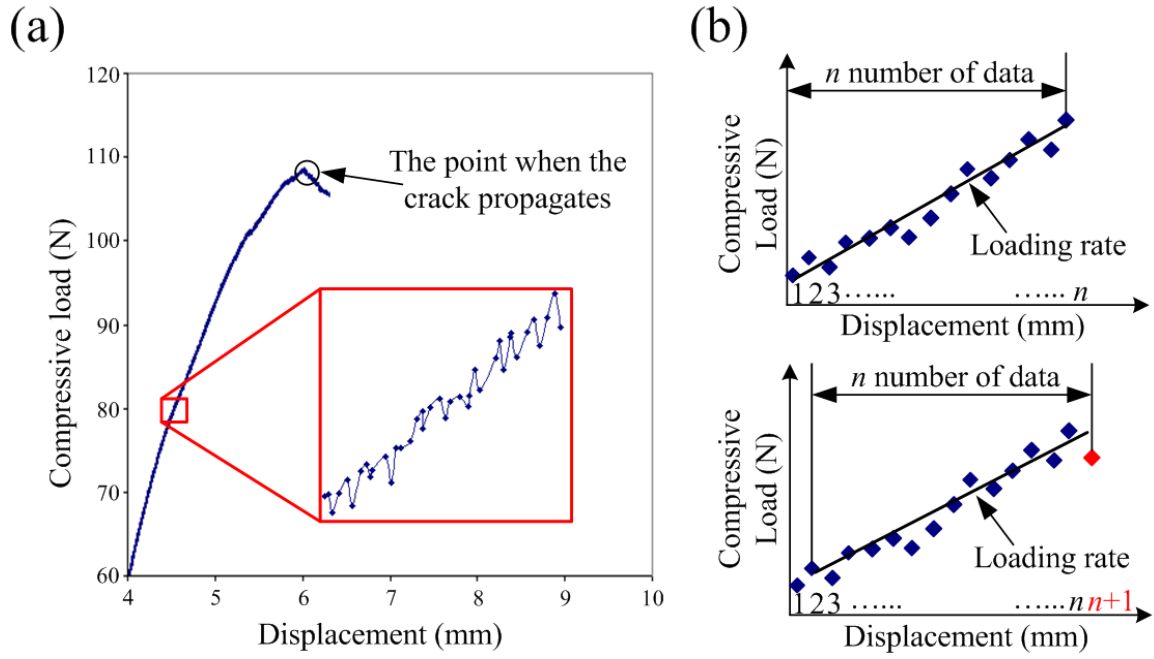 (a)
120
110
100
90
80
70
60
4 5 6 7 8 9 10
Compressive load (N)
Displacement (mm)
The point when the
crack propagates
(b)
n number of data
Compressive
Load (N)
Loading rate
123 …… …… n
Displacement (mm)
n number of data
Compressive
Load (N)
Loading rate
123 …… …… n n+1
Displacement (mm)